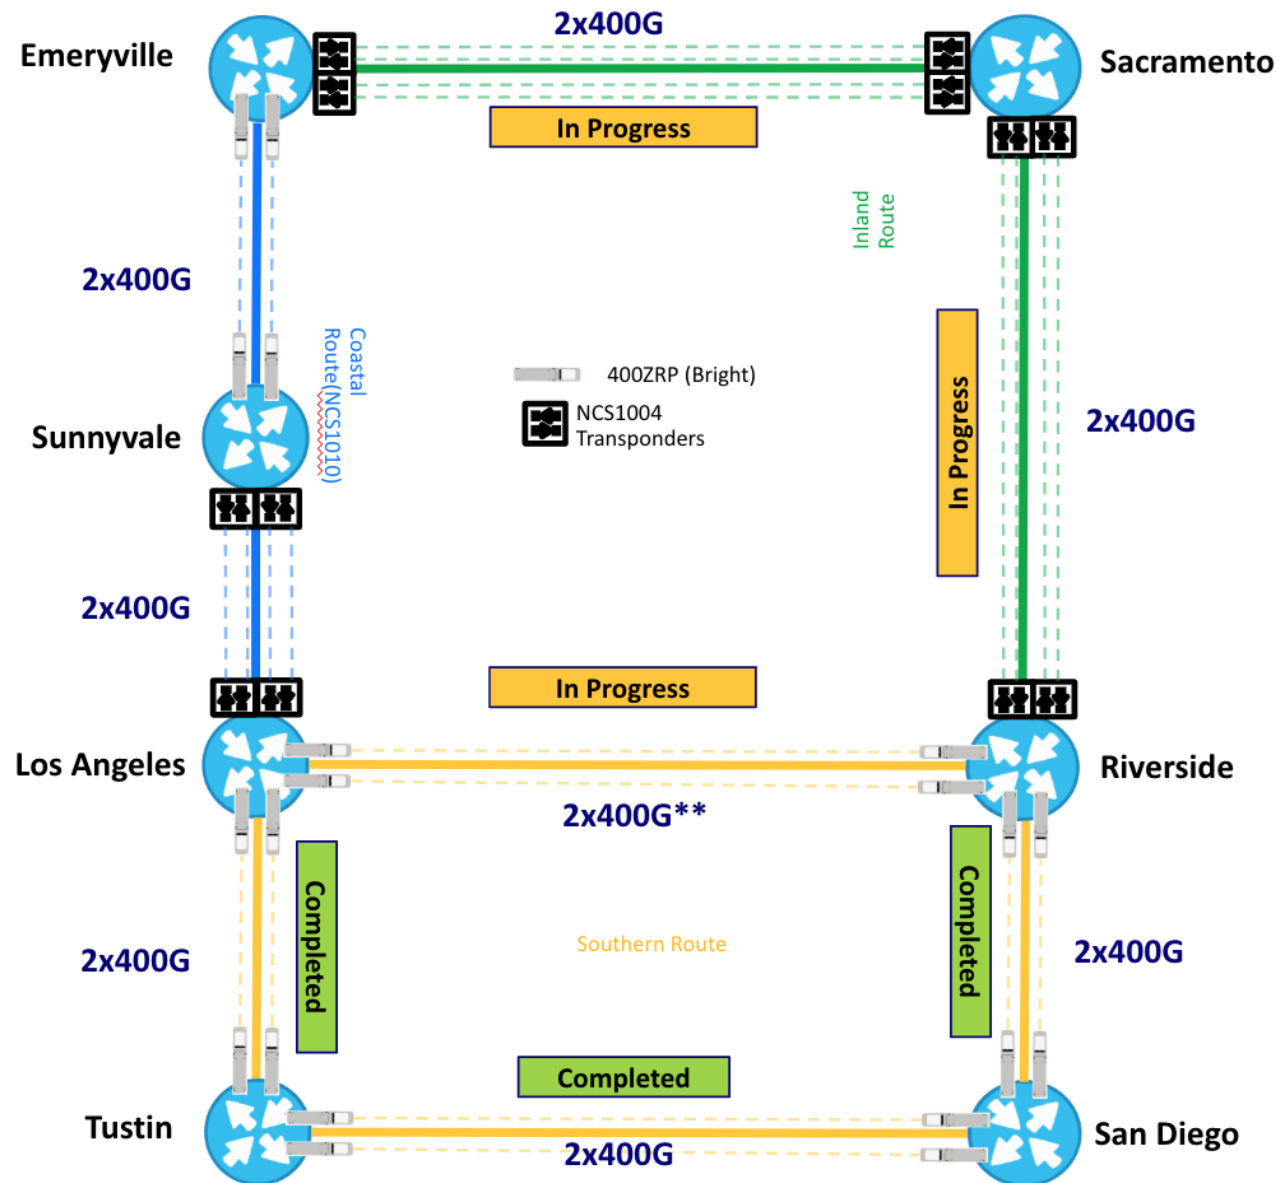 2x400G
Emeryville
Sacramento
In Progress
Inland
Route
2x400G
Coastal
Route(NCS1010)
400ZRP (Bright)
NCS1004
Transponders
In Progress
2x400G
Sunnyvale
2x400G
In Progress
Los Angeles
Riverside
2x400G**
Completed
Completed
Southern Route
2x400G
2x400G
Completed
Tustin
San Diego
2x400G